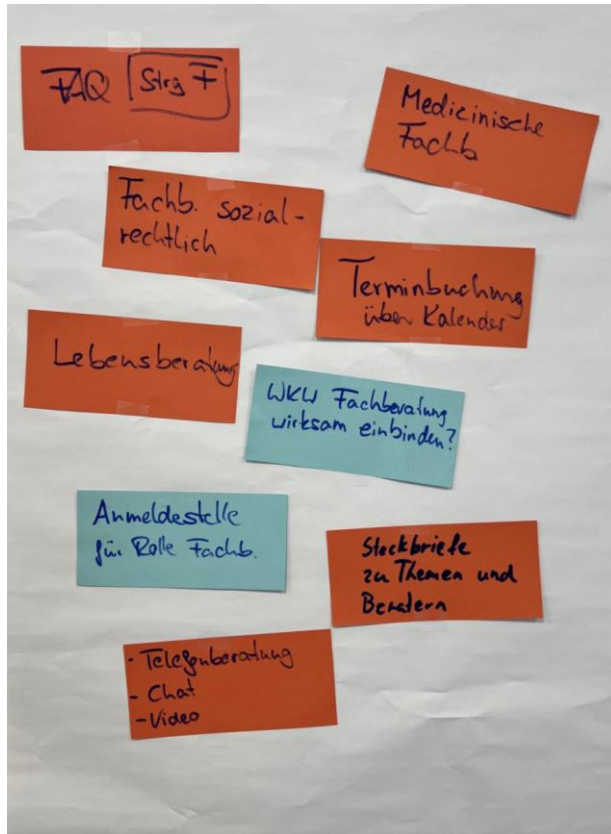 FAQ Strg F
Medizinische
Fachb
Fachb. sozial-
rechtlich
Terminbuchung
über Kalender
Lebensberatung
WKW Fachberatung
wirksam einbinden?
Anmeldestelle
für Rolle Fachb.
Steckbriefe
zu Themen und
Beratern
- Telefonberatung
- Chat
- Video